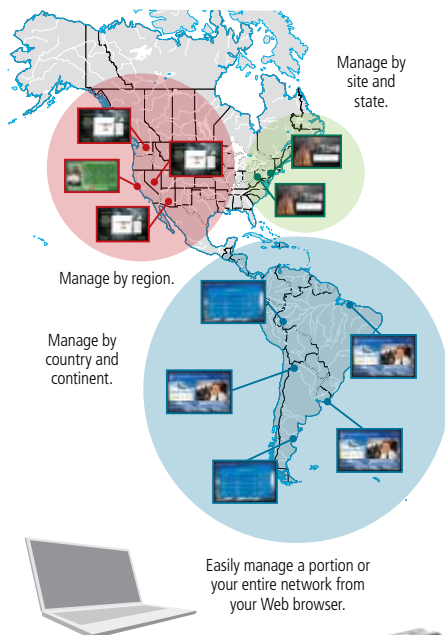 Manage by
site and
state.
Manage by region.
Manage by
country and
continent.
Easily manage a portion or
your entire network from
your Web browser.